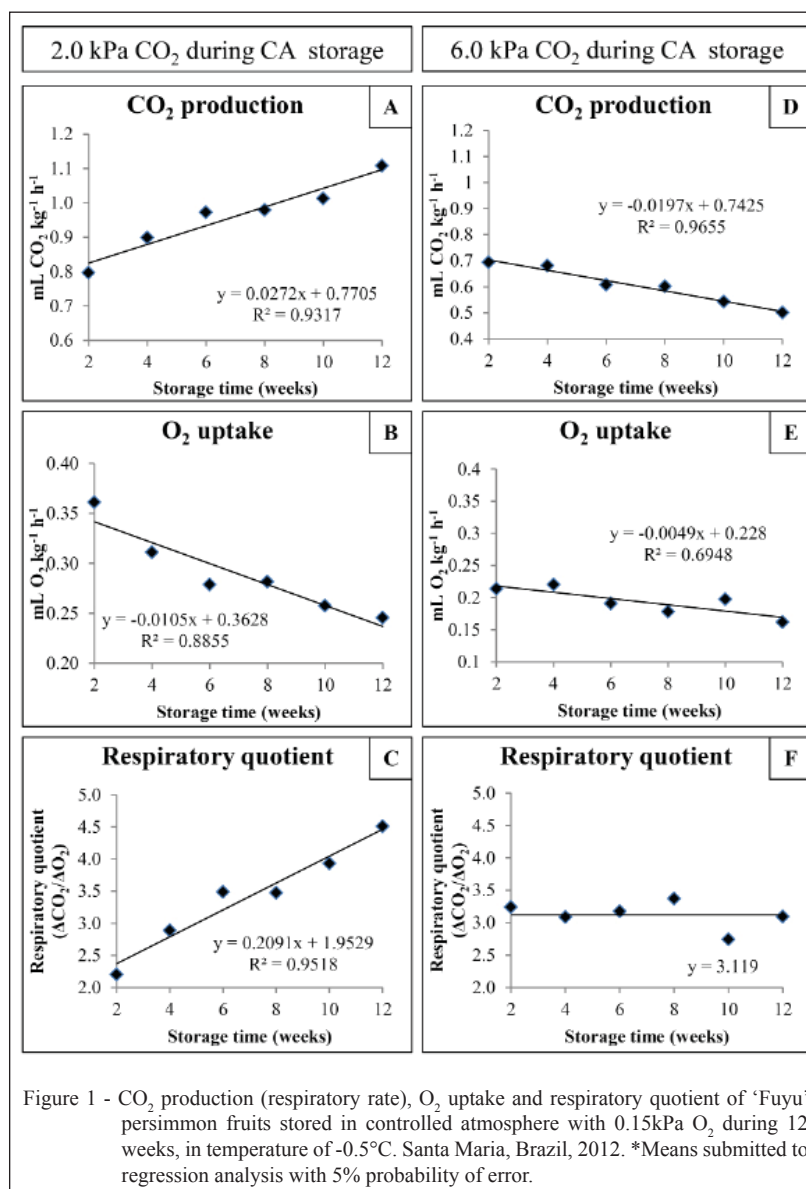 2.0 kPa CO₂ during CA storage
6.0 kPa CO₂ during CA storage
CO₂ production
A
mL CO₂ kg⁻¹ h⁻¹
1.2
1.1
1.0
0.9
0.8
0.7
0.6
y = 0.0272x + 0.7705
R² = 0.9317
2 4 6 8 10 12
Storage time (weeks)
CO₂ production
D
mL CO₂ kg⁻¹ h⁻¹
1.2
1.1
1
0.9
0.8
0.7
0.6
0.5
0.4
y = -0.0197x + 0.7425
R² = 0.9655
2 4 6 8 10 12
Storage time (weeks)
O₂ uptake
B
mL O₂ kg⁻¹ h⁻¹
0.40
0.35
0.30
0.25
0.20
y = -0.0105x + 0.3628
R² = 0.8855
2 4 6 8 10 12
Storage time (weeks)
O₂ uptake
E
mL O₂ kg⁻¹ h⁻¹
0.4
0.35
0.3
0.25
0.2
0.15
0.1
y = -0.0049x + 0.228
R² = 0.6948
2 4 6 8 10 12
Storage time (weeks)
Respiratory quotient
C
Respiratory quotient
(ΔCO₂/ΔO₂)
5.0
4.5
4.0
3.5
3.0
2.5
2.0
y = 0.2091x + 1.9529
R² = 0.9518
2 4 6 8 10 12
Storage time (weeks)
Respiratory quotient
F
Respiratory quotient
(ΔCO₂/ΔO₂)
5.0
4.5
4.0
3.5
3.0
2.5
2.0
y = 3.119
2 4 6 8 10 12
Storage time (weeks)
Figure 1 - CO₂ production (respiratory rate), O₂ uptake and respiratory quotient of ‘Fuyu’
persimmon fruits stored in controlled atmosphere with 0.15kPa O₂ during 12
weeks, in temperature of -0.5°C. Santa Maria, Brazil, 2012. *Means submitted to
regression analysis with 5% probability of error.